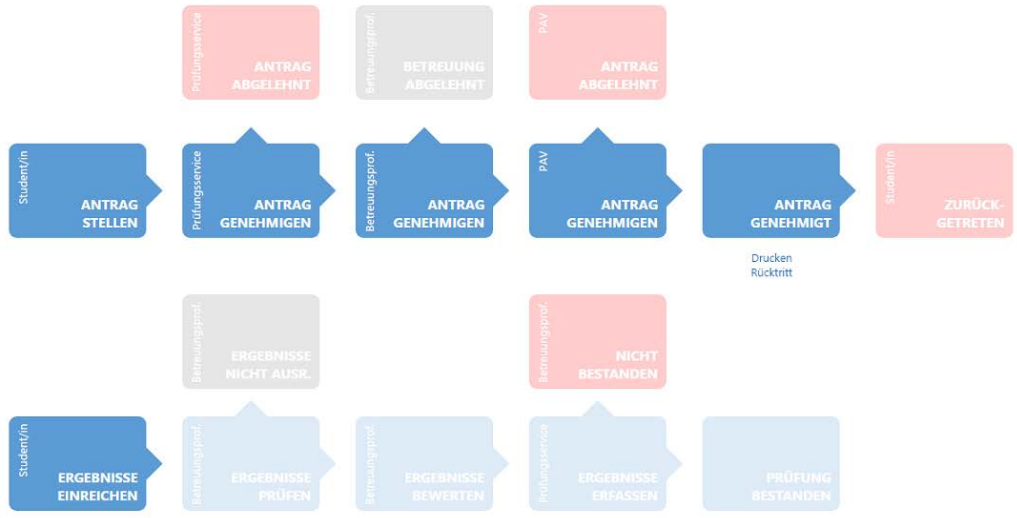 Prüfungsservice
ANTRAG
ABGELEHNT
Betreuungsprof.
BETREUUNG
ABGELEHNT
PAV
ANTRAG
ABGELEHNT
Student/in
ANTRAG
STELLEN
Prüfungsservice
ANTRAG
GENEHMIGEN
Betreuungsprof.
ANTRAG
GENEHMIGEN
PAV
ANTRAG
GENEHMIGEN
ANTRAG
GENEHMIGT
Student/in
ZURÜCK-
GETRETEN
Drucken
Rücktritt
Betreuungsprof.
ERGEBNISSE
NICHT AUSR.
Betreuungsprof.
NICHT
BESTANDEN
Student/in
ERGEBNISSE
EINREICHEN
Betreuungsprof.
ERGEBNISSE
PRÜFEN
Betreuungsprof.
ERGEBNISSE
BEWERTEN
Prüfungsservice
ERGEBNISSE
ERFASSEN
PRÜFUNG
BESTANDEN